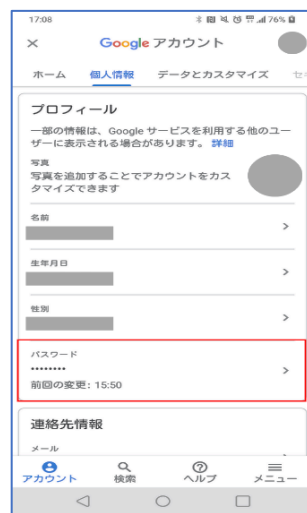 17:08
76%
× Google アカウント
ホーム 個人情報 データとカスタマイズ セ
プロフィール
一部の情報は、Google サービスを利用する他のユー
ザーに表示される場合があります。 詳細
写真
写真を追加することでアカウントをカス
タマイズできます
名前
生年月日
性別
パスワード
••••••••
前回の変更: 15:50
連絡先情報
メール
アカウント 検索 ヘルプ メニュー